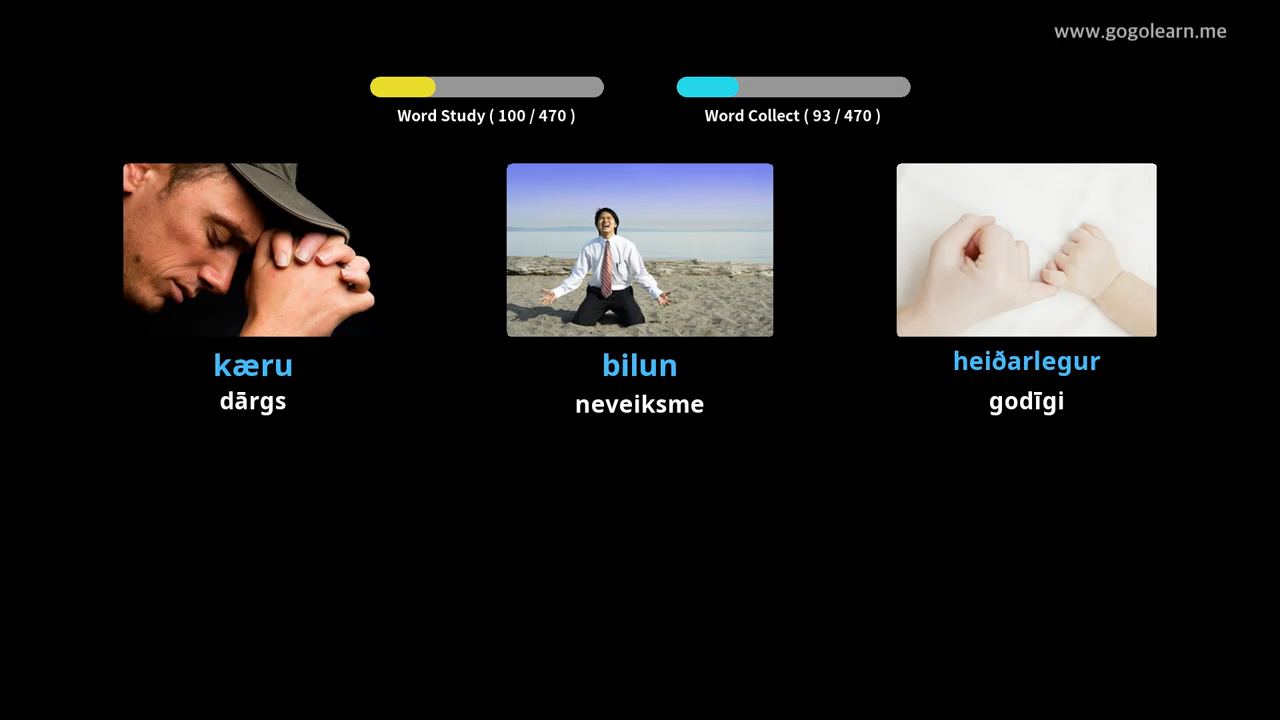 www.gogolearn.me
Word Study ( 100 / 470 )
Word Collect ( 93 / 470 )
kæru
dārgs
bilun
neveiksme
heiðarlegur
godīgi